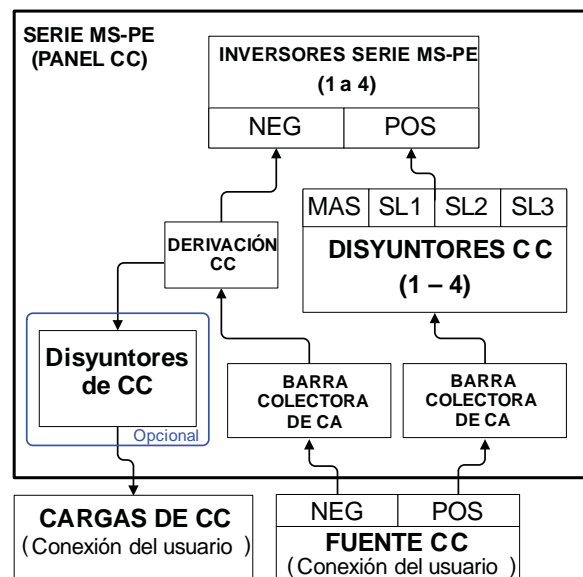 SERIE MS-PE
(PANEL CC)
INVERSORES SERIE MS-PE
(1 a 4)
NEG POS
MAS SL1 SL2 SL3
DISYUNTORES CC
(1 – 4)
DERIVACIÓN
CC
Disyuntores
de CC
Opcional
BARRA
COLECTORA
DE CA
BARRA
COLECTORA
DE CA
CARGAS DE CC
(Conexión del usuario)
NEG POS
FUENTE CC
(Conexión del usuario)